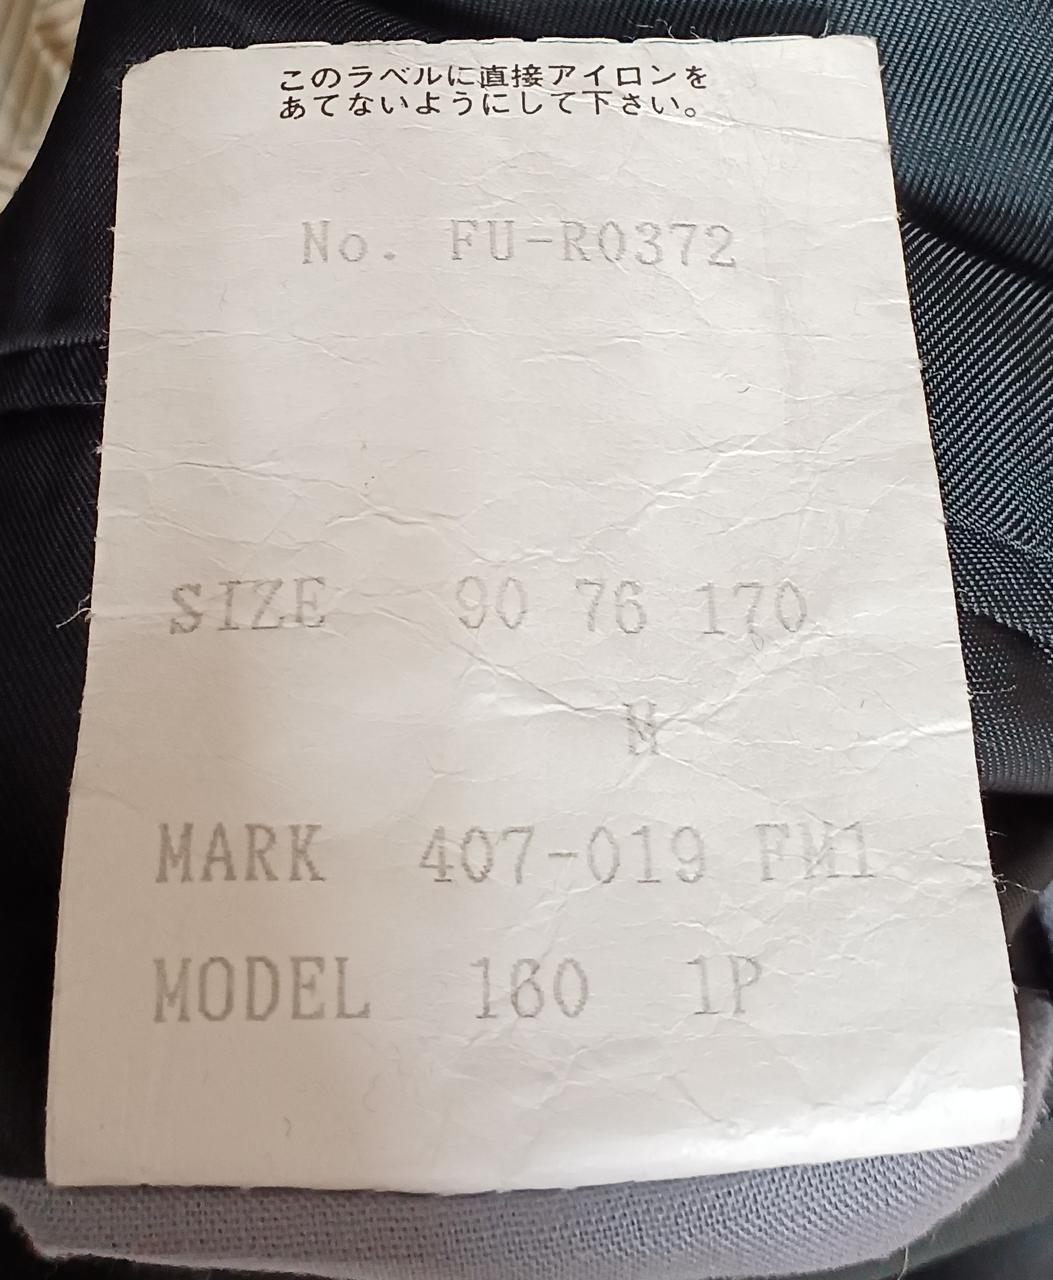 このラベルに直接アイロンを
あてないようにして下さい。
No. FU-R0372
SIZE 90 76 170
MARK 407-019 FM1
MODEL 160 1P